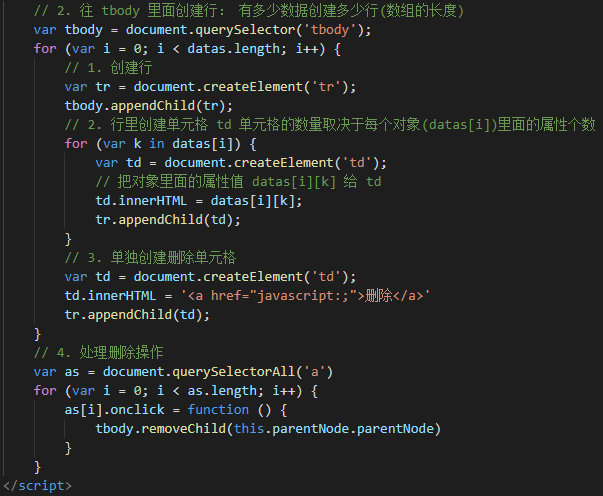 // 2. 往 tbody 里面创建行： 有多少数据创建多少行(数组的长度)
var tbody = document.querySelector('tbody');
for (var i = 0; i < datas.length; i++) {
// 1. 创建行
var tr = document.createElement('tr');
tbody.appendChild(tr);
// 2. 行里创建单元格 td 单元格的数量取决于每个对象(datas[i])里面的属性个数
for (var k in datas[i]) {
var td = document.createElement('td');
// 把对象里面的属性值 datas[i][k] 给 td
td.innerHTML = datas[i][k];
tr.appendChild(td);
}
// 3. 单独创建删除单元格
var td = document.createElement('td');
td.innerHTML = '<a href="javascript:;">删除</a>'
tr.appendChild(td);
}
// 4. 处理删除操作
var as = document.querySelectorAll('a')
for (var i = 0; i < as.length; i++) {
as[i].onclick = function () {
tbody.removeChild(this.parentNode.parentNode)
}
}
</script>